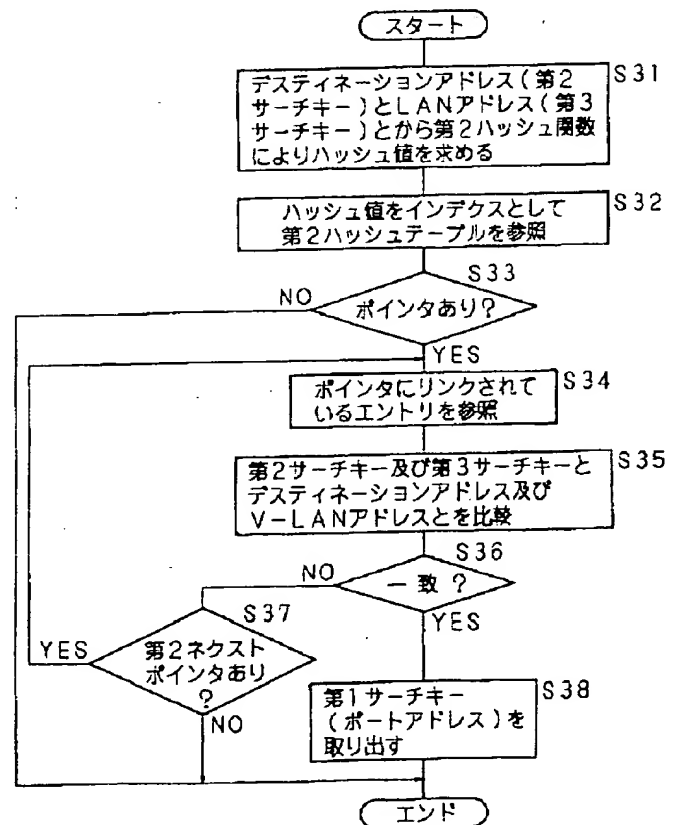 スタート
S31
デスティネーションアドレス(第2
サーチキー)とLANアドレス(第3
サーチキー)とから第2ハッシュ関数
によりハッシュ値を求める
S32
ハッシュ値をインデクスとして
第2ハッシュテーブルを参照
S33
NO
ポインタあり?
YES
S34
ポインタにリンクされて
いるエントリを参照
S35
第2サーチキー及び第3サーチキーと
デスティネーションアドレス及び
V-LANアドレスとを比較
S36
NO
一致?
YES
S37
YES
第2ネクスト
ポインタあり
?
NO
S38
第1サーチキー
(ポートアドレス)を
取り出す
エンド